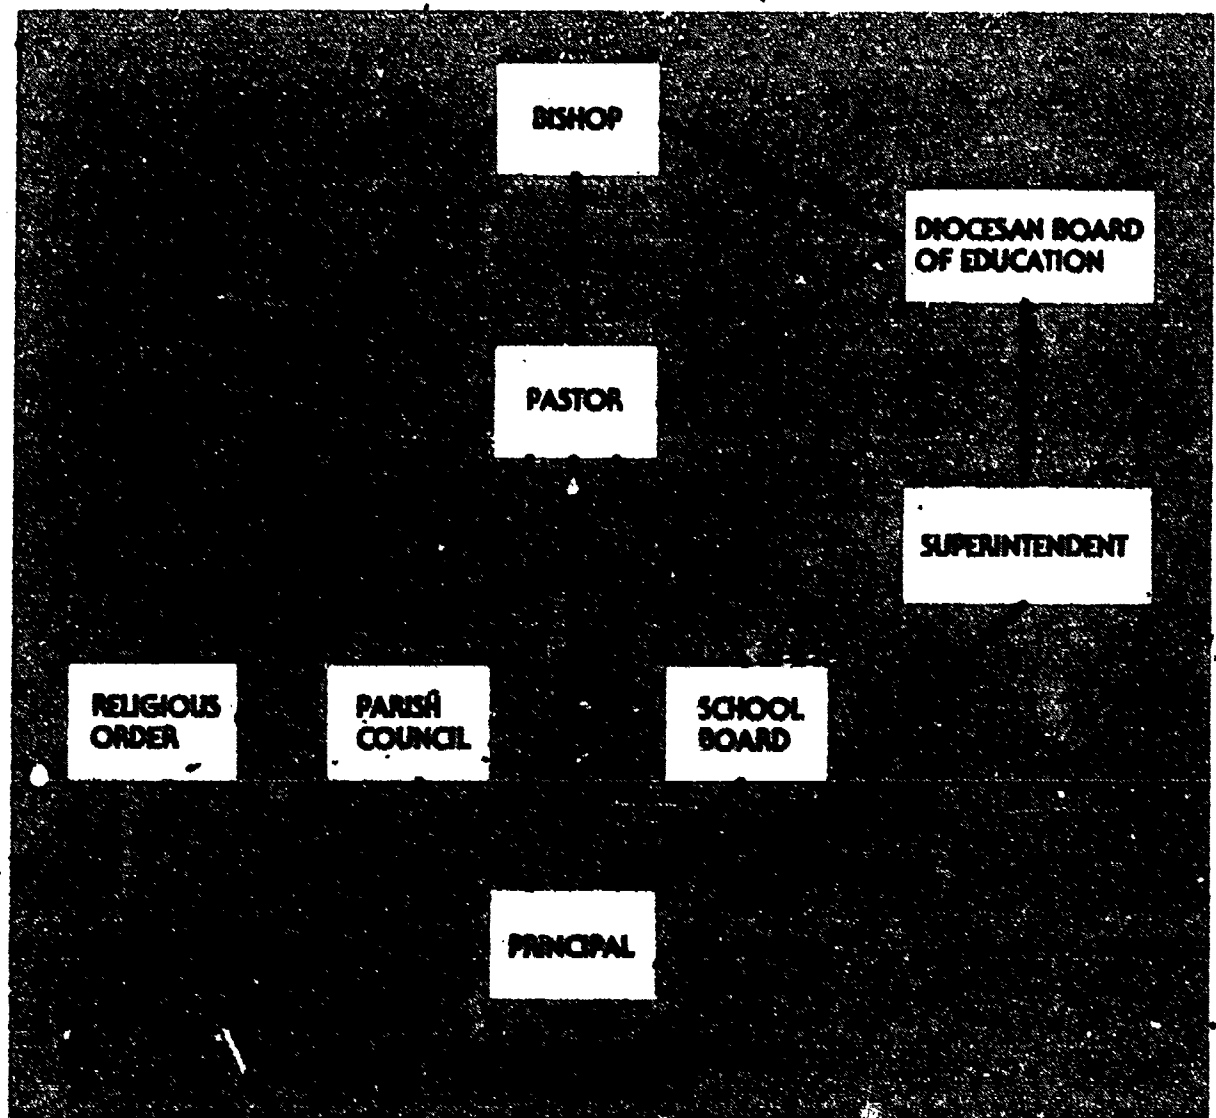 BISHOP
DIOCESAN BOARD
OF EDUCATION
PASTOR
SUPERINTENDENT
RELIGIOUS
ORDER
PARISH
COUNCIL
SCHOOL
BOARD
PRINCIPAL